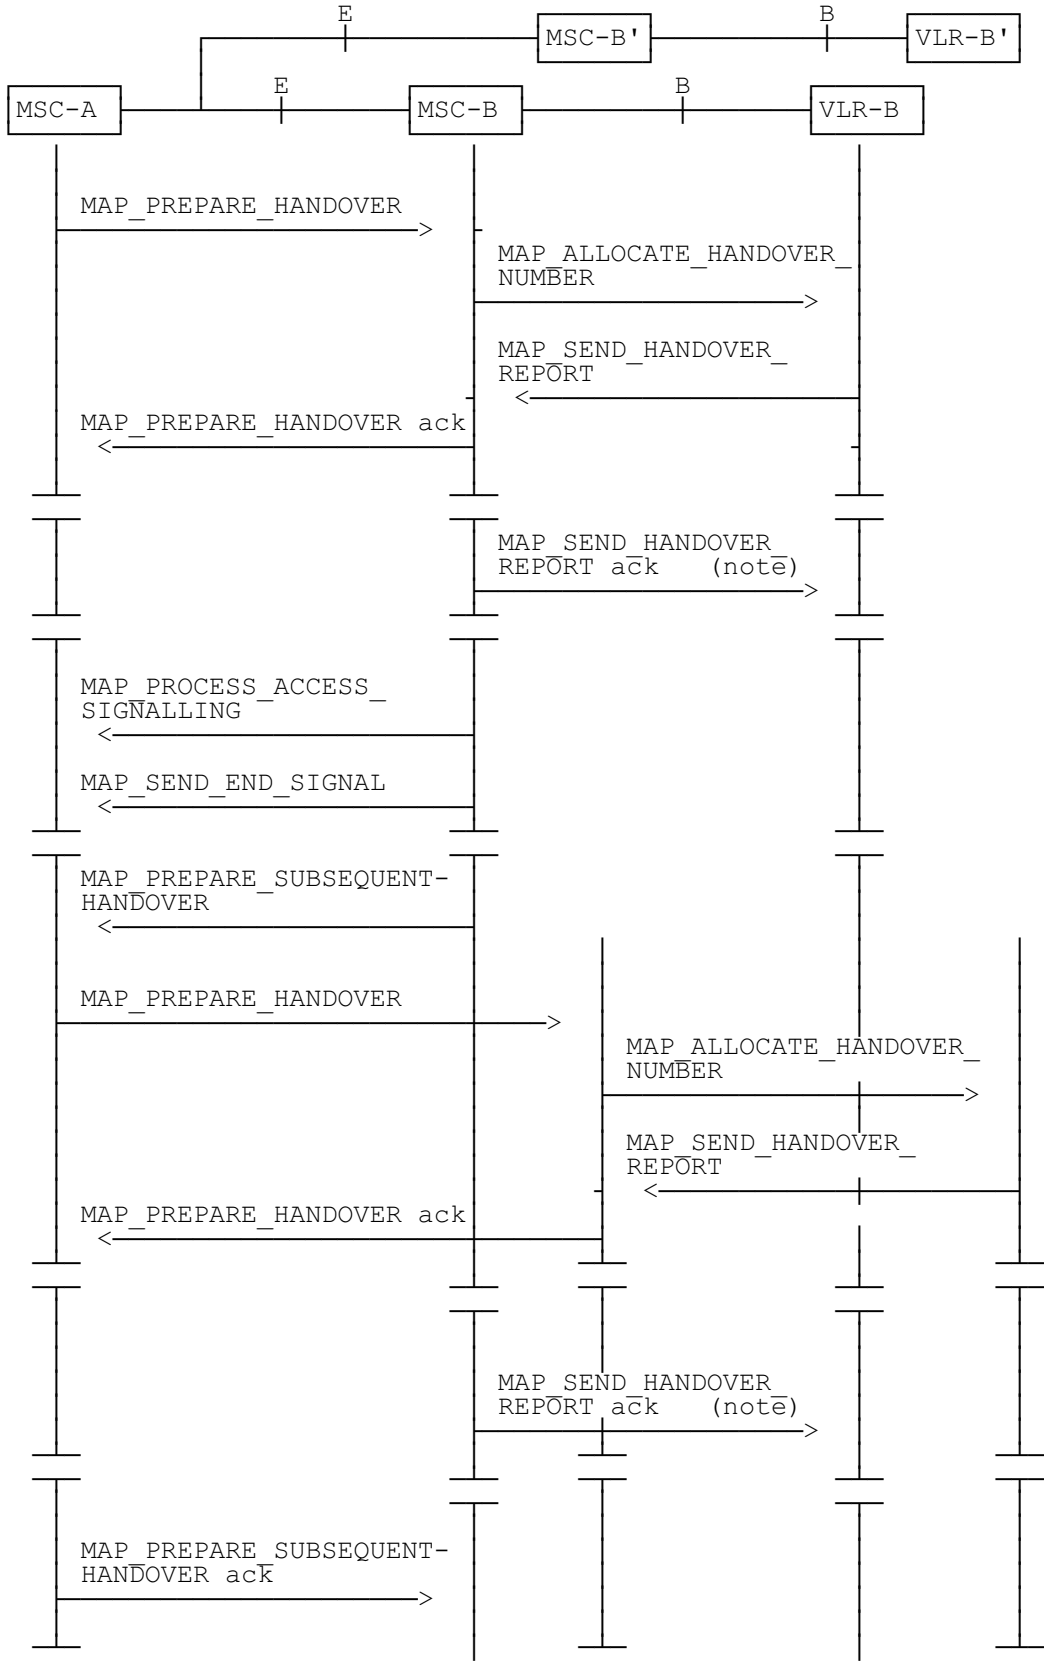 E B
MSC-B' VLR-B'
E B
MSC-A MSC-B VLR-B
MAP_PREPARE_HANDOVER
MAP_ALLOCATE_HANDOVER_
NUMBER
MAP_SEND_HANDOVER_
REPORT
MAP_PREPARE_HANDOVER ack
MAP_SEND_HANDOVER_
REPORT ack (note)
MAP_PROCESS_ACCESS_
SIGNALLING
MAP_SEND_END_SIGNAL
MAP_PREPARE_SUBSEQUENT-
HANDOVER
MAP_PREPARE_HANDOVER
MAP_ALLOCATE_HANDOVER_
NUMBER
MAP_SEND_HANDOVER_
REPORT
MAP_PREPARE_HANDOVER ack
MAP_SEND_HANDOVER_
REPORT ack (note)
MAP_PREPARE_SUBSEQUENT-
HANDOVER ack